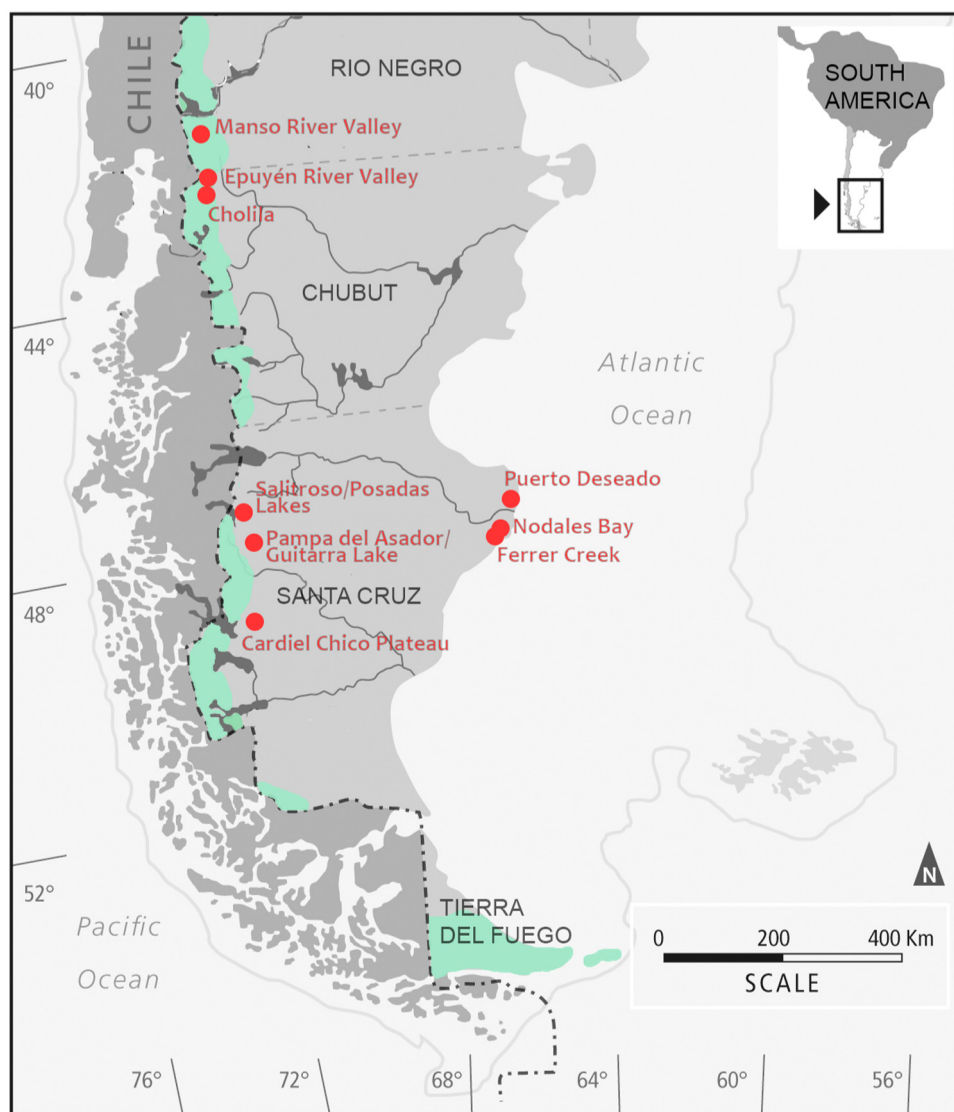 RIO NEGRO
CHILE
SOUTH
AMERICA
40°
Manso River Valley
Epuyén River Valley
Cholila
CHUBUT
44°
Atlantic
Ocean
Puerto Deseado
Salitroso/Posadas
Lakes
Nodales Bay
Pampa del Asador/
Guitarra Lake
Ferrer Creek
SANTA CRUZ
48°
Cardiel Chico Plateau
N
52°
TIERRA
DEL FUEGO
Pacific
Ocean
0 200 400 Km
SCALE
76° 72° 68° 64° 60° 56°